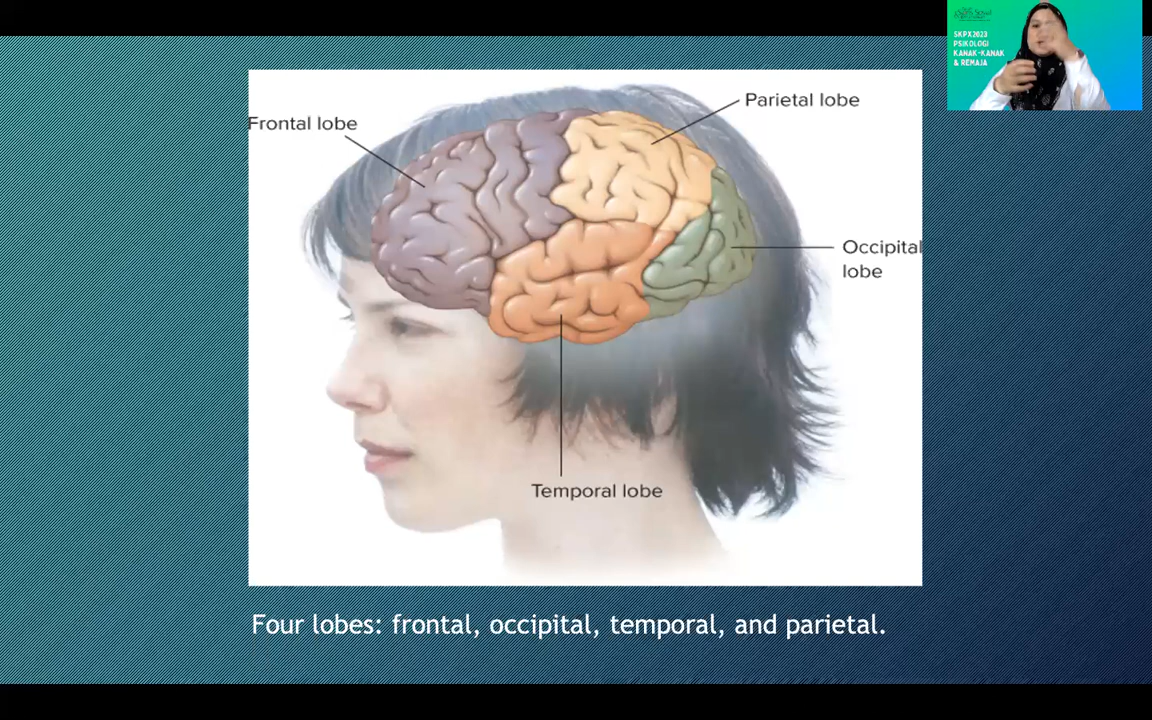 SKPX2023
PSIKOLOGI
KANAK-KANAK
& REMAJA
Frontal lobe
Parietal lobe
Occipital
lobe
Temporal lobe
Four lobes: frontal, occipital, temporal, and parietal.